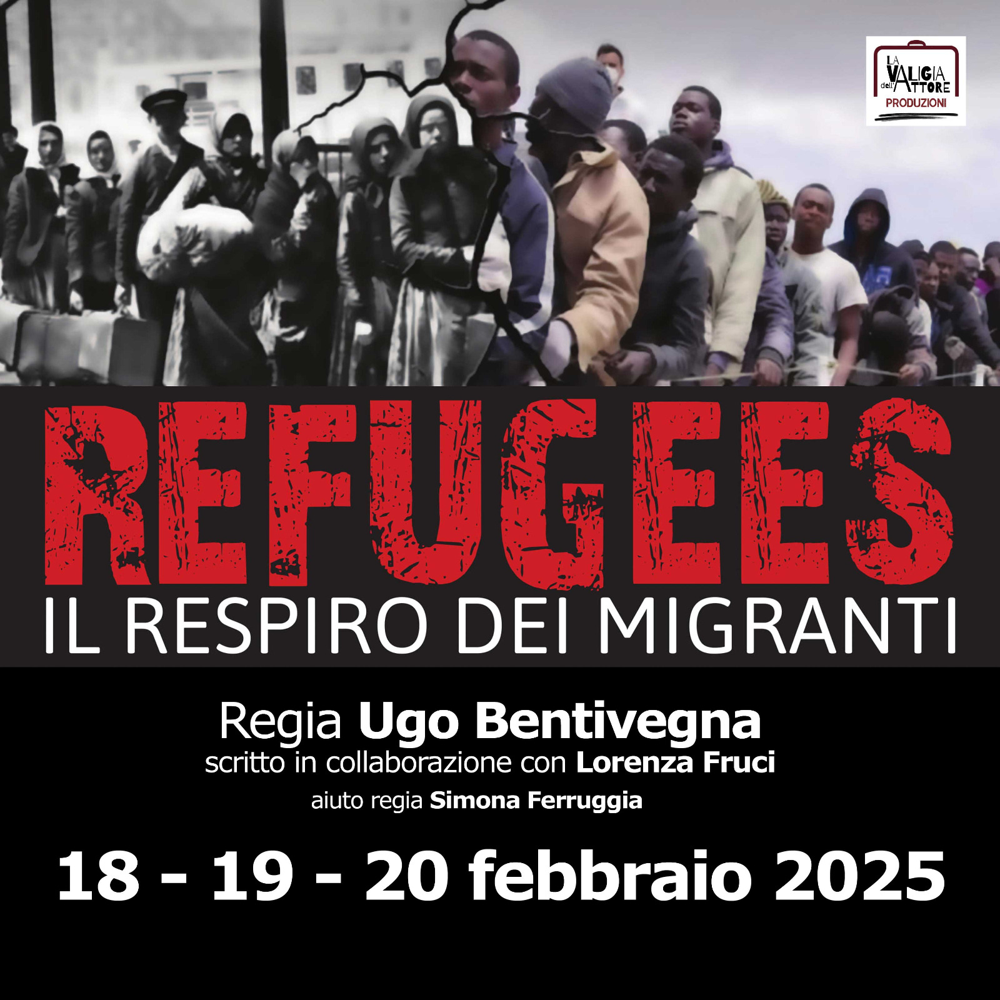 LA
VALIGIA
dell'ATTORE
PRODUZIONI
REFUGEES
IL RESPIRO DEI MIGRANTI
Regia Ugo Bentivegna
scritto in collaborazione con Lorenza Fruci
aiuto regia Simona Ferruggia
18 - 19 - 20 febbraio 2025